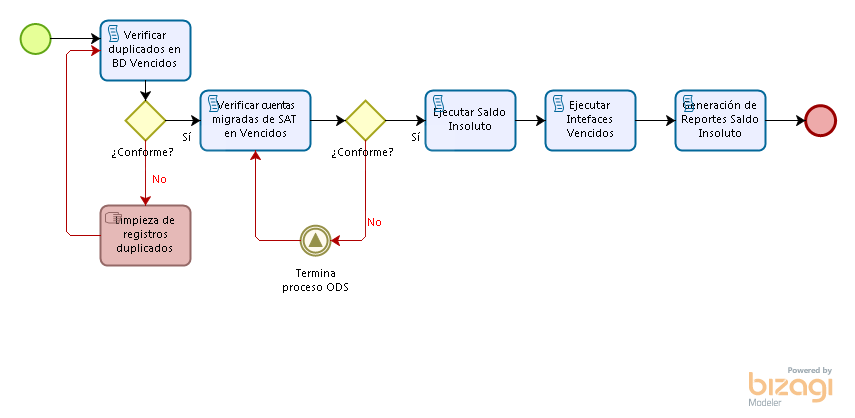 Verificar
duplicados en
BD Vencidos
¿Conforme?
Sí
No
Limpieza de
registros
duplicados
Verificar cuentas
migradas de SAT
en Vencidos
¿Conforme?
Sí
No
Termina
proceso ODS
Ejecutar Saldo
Insoluto
Ejecutar
Intefaces
Vencidos
Generación de
Reportes Saldo
Insoluto
Powered by
bizagi
Modeler